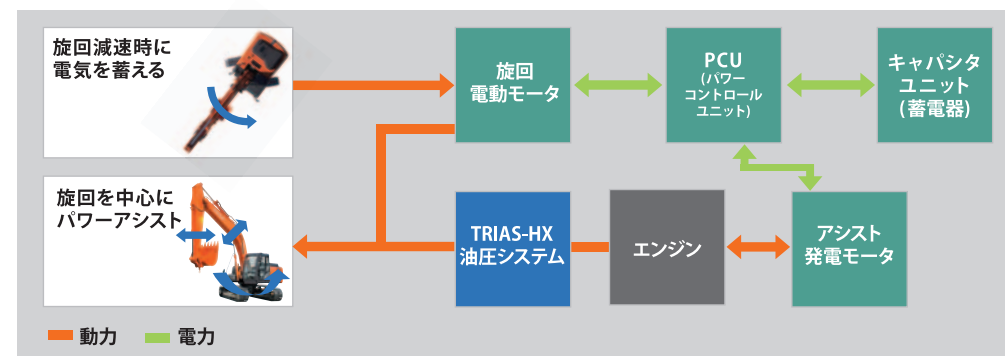 旋回減速時に
電気を蓄える
旋回
電動モータ
PCU
(パワー
コントロール
ユニット)
キャパシタ
ユニット
(蓄電器)
旋回を中心に
パワーアシスト
TRIAS-HX
油圧システム
エンジン
アシスト
発電モータ
動力
電力